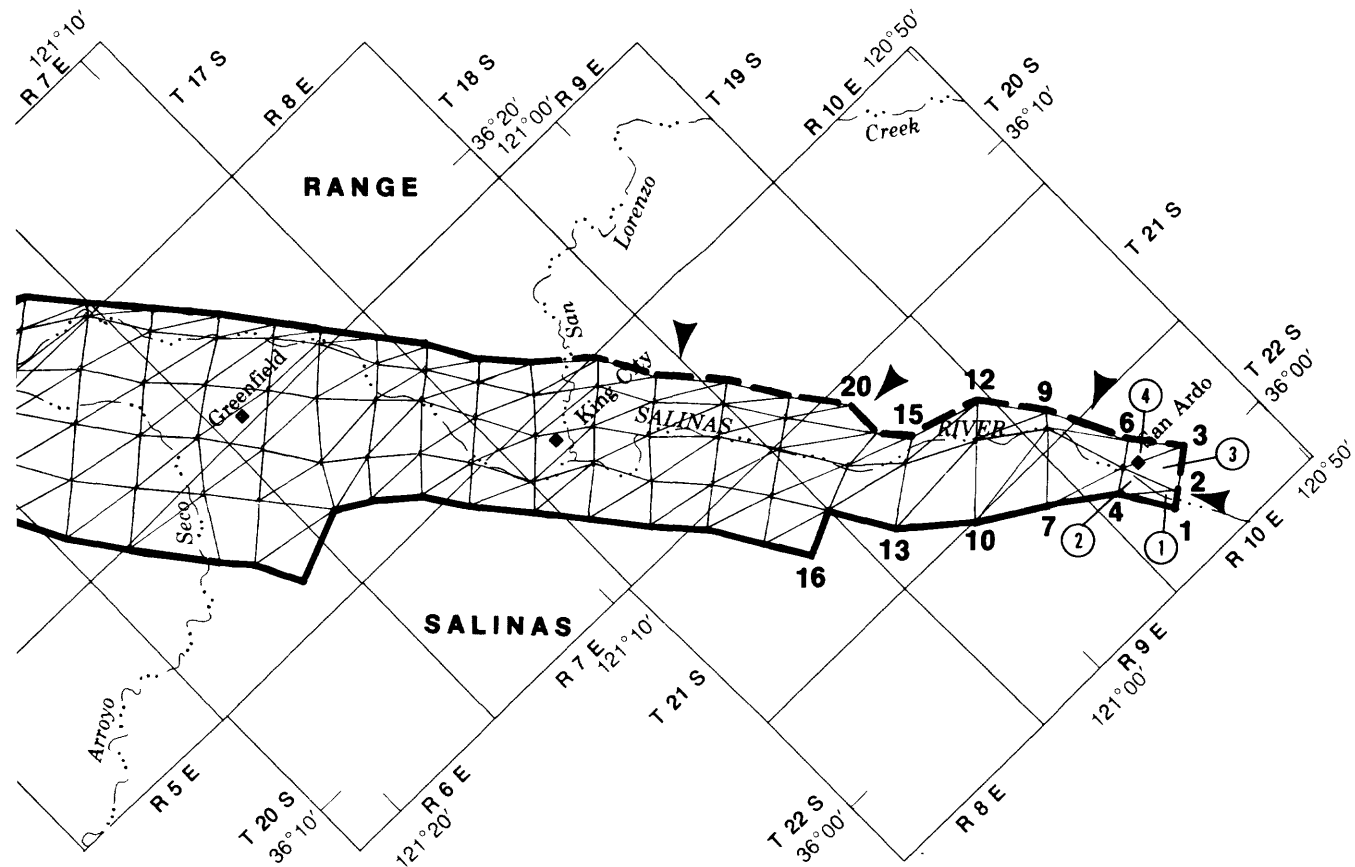 121°10′
R 7 E
T 17 S
R 8 E
T 18 S
36°20′
121°00′
R 9 E
T 19 S
R 10 E
120°50′
T 20 S
36°10′
Creek
RANGE
Lorenzo
T 21 S
San
T 22 S
36°00′
Greenfield
King City
20
SALINAS
15
12
RIVER
9
6
4
San Ardo
3
3
2
120°50′
Seco
16
13
10
7
2
4
1
1
R 10 E
SALINAS
R 7 E
121°10′
R 9 E
121°00′
T 21 S
Arroyo
R 5 E
T 20 S
36°10′
R 6 E
121°20′
T 22 S
36°00′
R 8 E